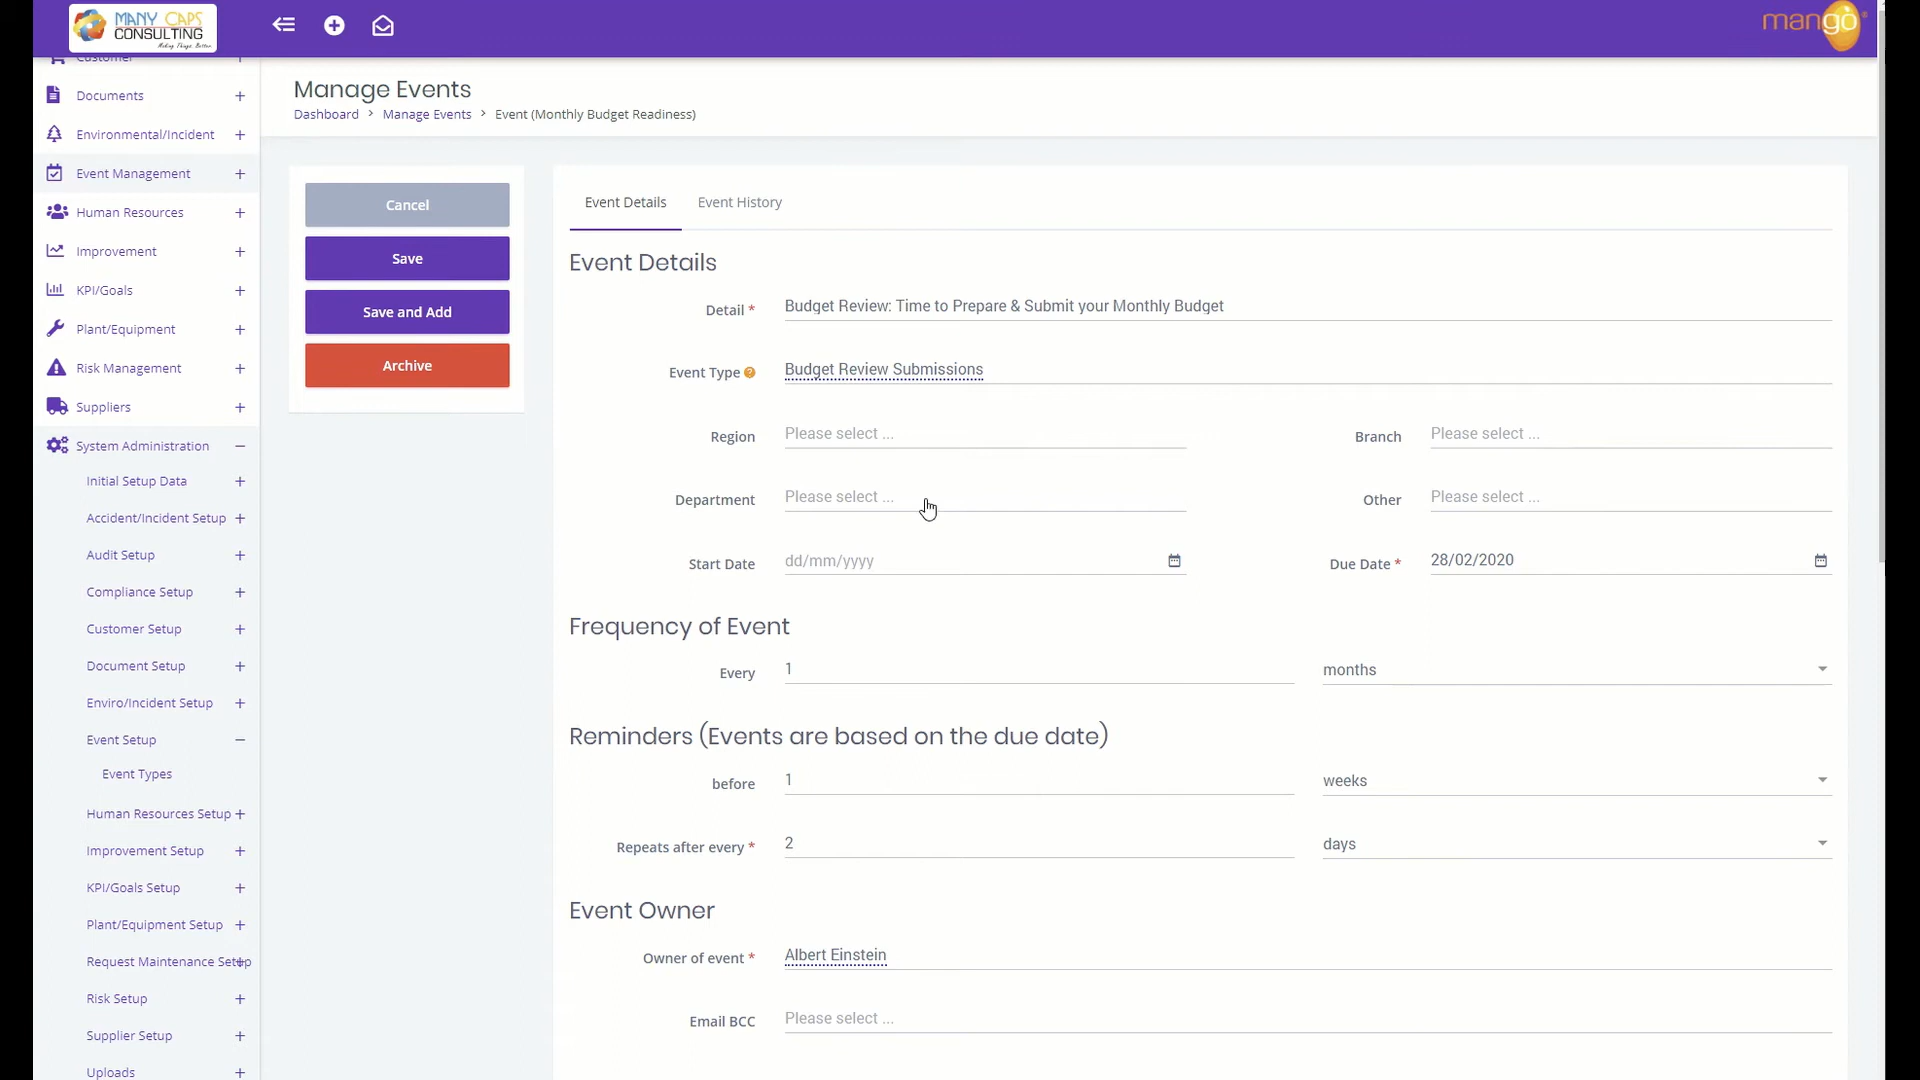 MANY CAPS
CONSULTING
Making Things Better
mango
Customer
Documents
Environmental/Incident
Event Management
Human Resources
Improvement
KPI/Goals
Plant/Equipment
Risk Management
Suppliers
System Administration
Initial Setup Data
Accident/Incident Setup
Audit Setup
Compliance Setup
Customer Setup
Document Setup
Enviro/Incident Setup
Event Setup
Event Types
Human Resources Setup
Improvement Setup
KPI/Goals Setup
Plant/Equipment Setup
Request Maintenance Setup
Risk Setup
Supplier Setup
Uploads
Manage Events
Dashboard > Manage Events > Event (Monthly Budget Readiness)
Cancel
Save
Save and Add
Archive
Event Details Event History
Event Details
Detail * Budget Review: Time to Prepare & Submit your Monthly Budget
Event Type Budget Review Submissions
Region Please select ... Branch Please select ...
Department Please select ... Other Please select ...
Start Date dd/mm/yyyy Due Date * 28/02/2020
Frequency of Event
Every 1 months
Reminders (Events are based on the due date)
before 1 weeks
Repeats after every * 2 days
Event Owner
Owner of event * Albert Einstein
Email BCC Please select ...